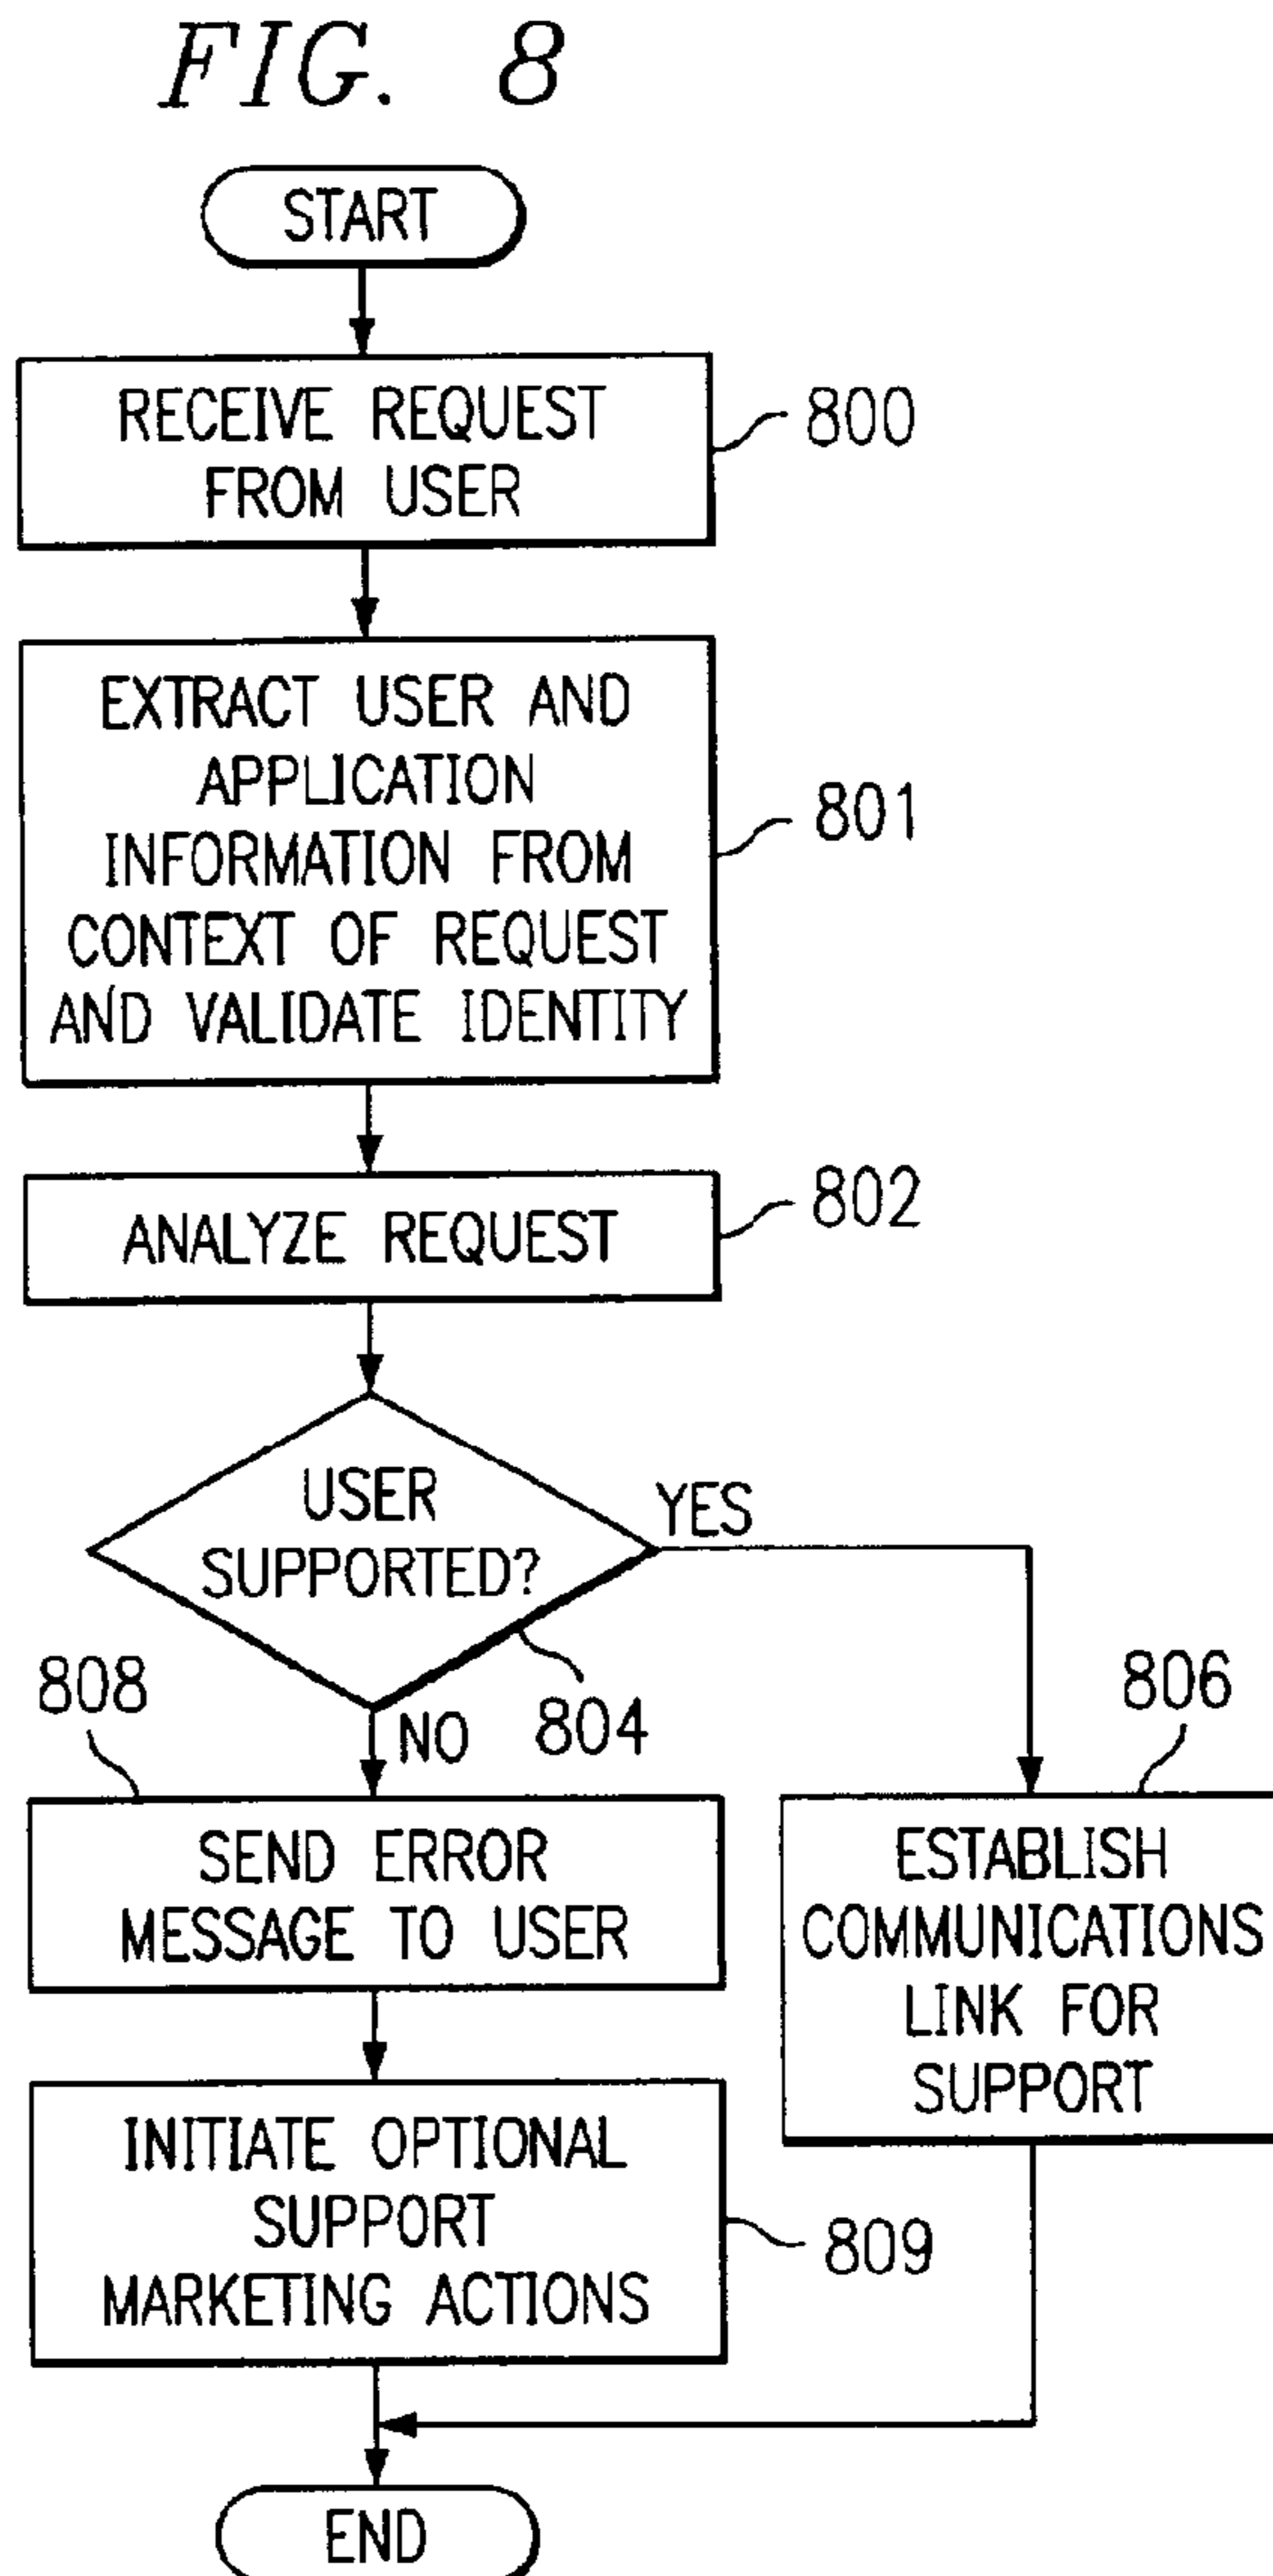 FIG. 8
START
RECEIVE REQUEST
FROM USER
800
EXTRACT USER AND
APPLICATION
INFORMATION FROM
CONTEXT OF REQUEST
AND VALIDATE IDENTITY
801
ANALYZE REQUEST
802
USER
SUPPORTED?
YES
804
NO
808
SEND ERROR
MESSAGE TO USER
806
ESTABLISH
COMMUNICATIONS
LINK FOR
SUPPORT
INITIATE OPTIONAL
SUPPORT
MARKETING ACTIONS
809
END